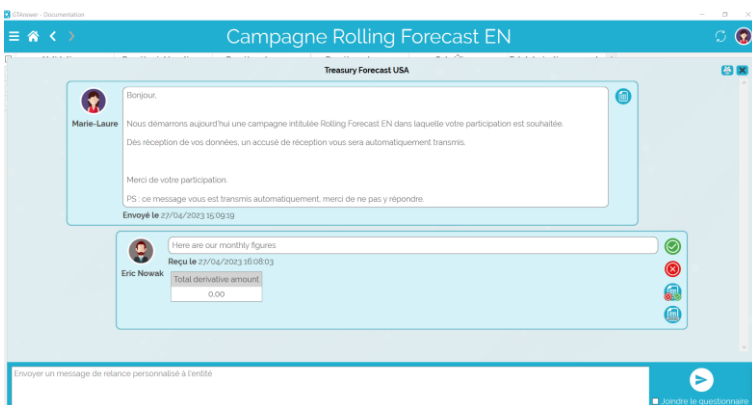 GTAnswer - Documentation
Campagne Rolling Forecast EN
Treasury Forecast USA
Bonjour,
Marie-Laure
Nous démarrons aujourd'hui une campagne intitulée Rolling Forecast EN dans laquelle votre participation est souhaitée.
Dès réception de vos données, un accusé de réception vous sera automatiquement transmis.
Merci de votre participation.
PS : ce message vous est transmis automatiquement, merci de ne pas y répondre.
Envoyé le 27/04/2023 15:09:19
Here are our monthly figures
Reçu le 27/04/2023 16:08:03
Eric Nowak
Total derivative amount
0.00
Envoyer un message de relance personnalisé à l'entité
Joindre le questionnaire